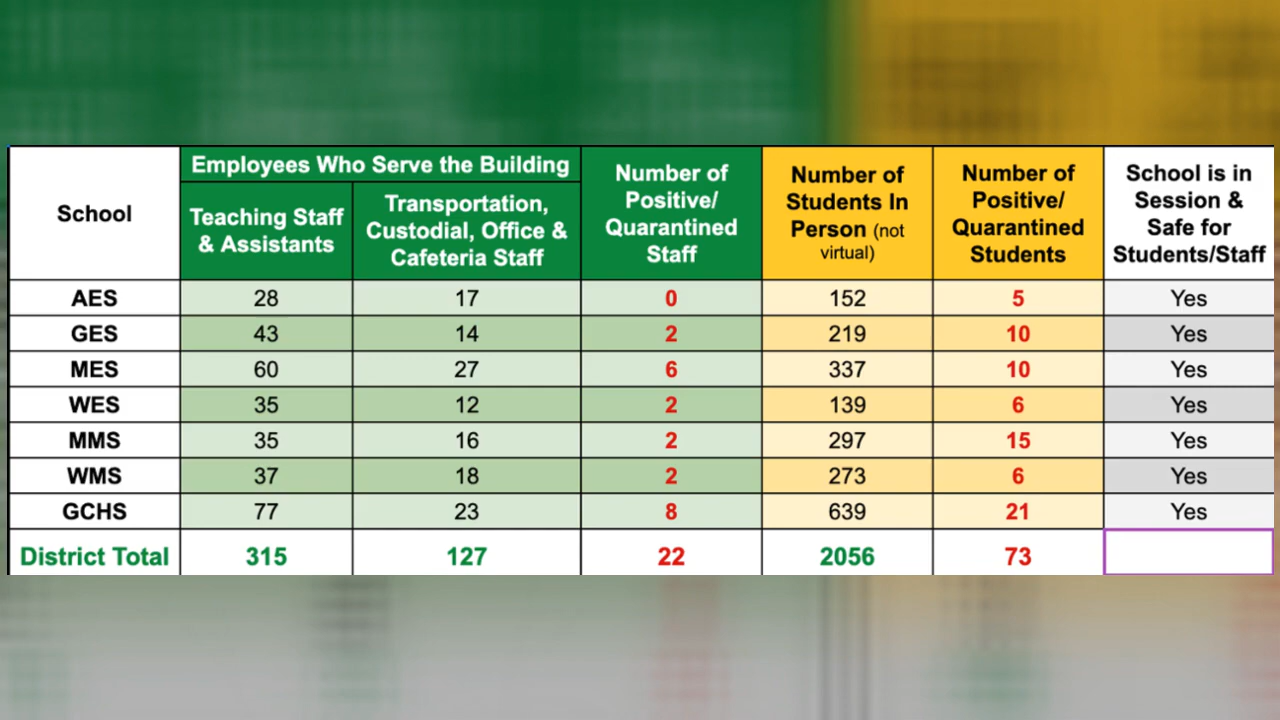 School
Employees Who Serve the Building
Teaching Staff
& Assistants
Transportation,
Custodial, Office &
Cafeteria Staff
Number of
Positive/
Quarantined
Staff
Number of
Students In
Person (not
virtual)
Number of
Positive/
Quarantined
Students
School is in
Session &
Safe for
Students/Staff
AES 28 17 0 152 5 Yes
GES 43 14 2 219 10 Yes
MES 60 27 6 337 10 Yes
WES 35 12 2 139 6 Yes
MMS 35 16 2 297 15 Yes
WMS 37 18 2 273 6 Yes
GCHS 77 23 8 639 21 Yes
District Total 315 127 22 2056 73